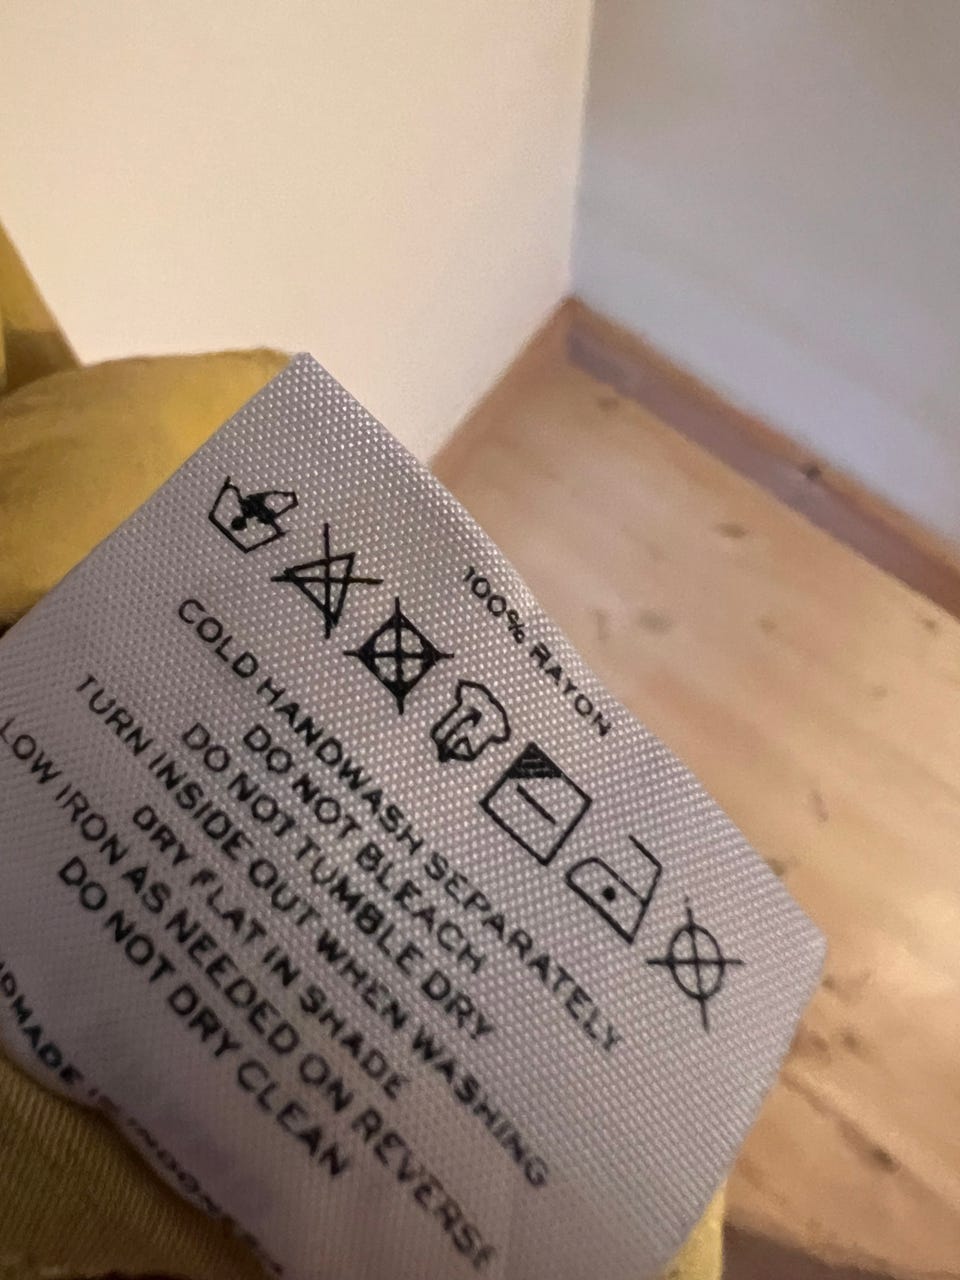 100% RAYON
COLD HANDWASH SEPARATELY
DO NOT BLEACH
DO NOT TUMBLE DRY
TURN INSIDE OUT WHEN WASHING
DRY FLAT IN SHADE
LOW IRON AS NEEDED ON REVERSE
DO NOT DRY CLEAN